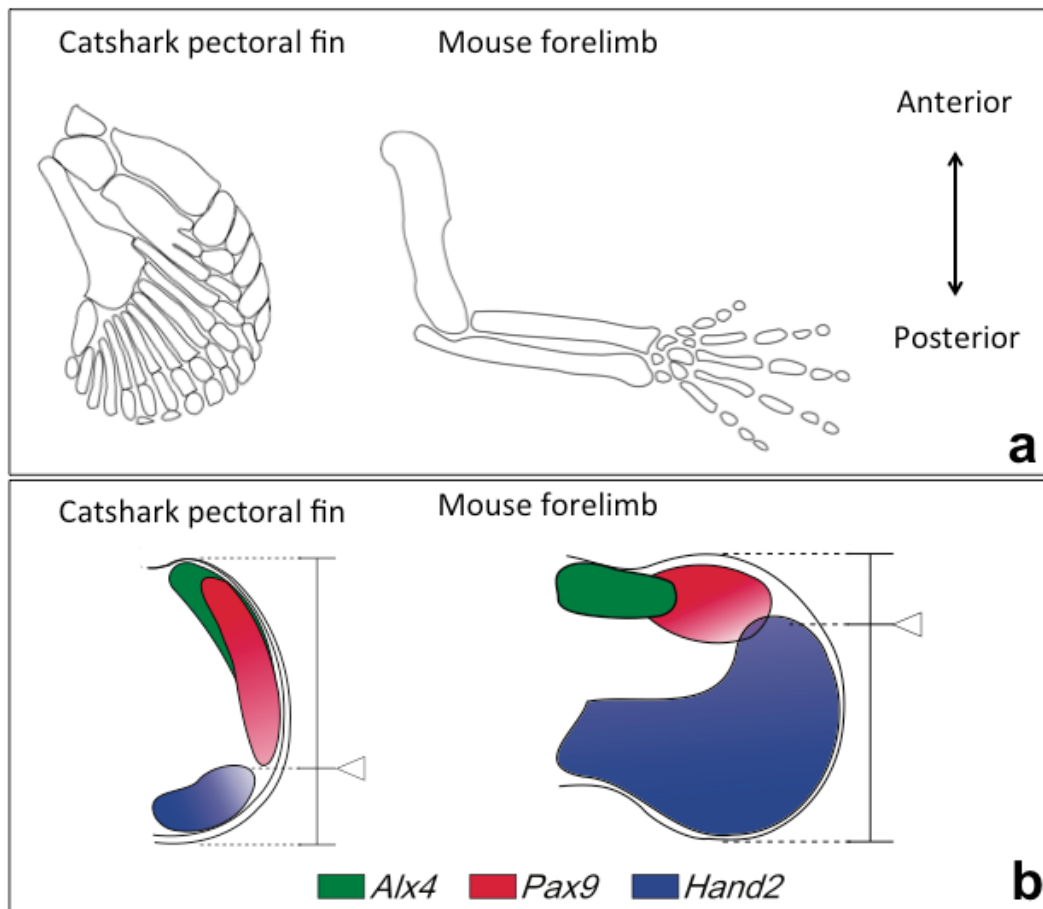 Catshark pectoral fin
Mouse forelimb
Anterior
Posterior
a
Catshark pectoral fin
Mouse forelimb
Alx4
Pax9
Hand2
b